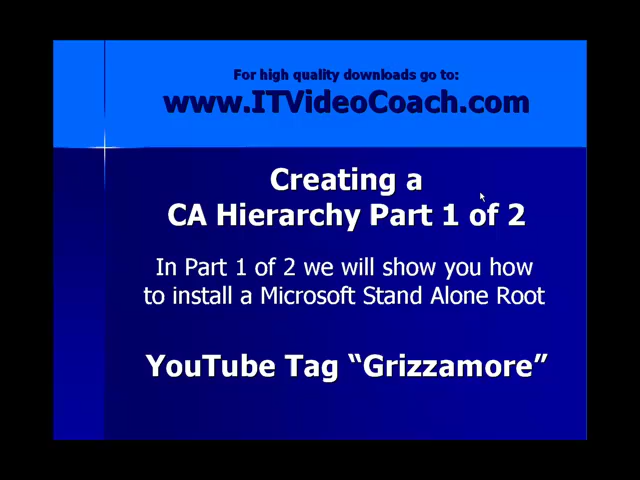 For high quality downloads go to:
www.ITVideoCoach.com
Creating a
CA Hierarchy Part 1 of 2
In Part 1 of 2 we will show you how
to install a Microsoft Stand Alone Root
YouTube Tag “Grizzamore”